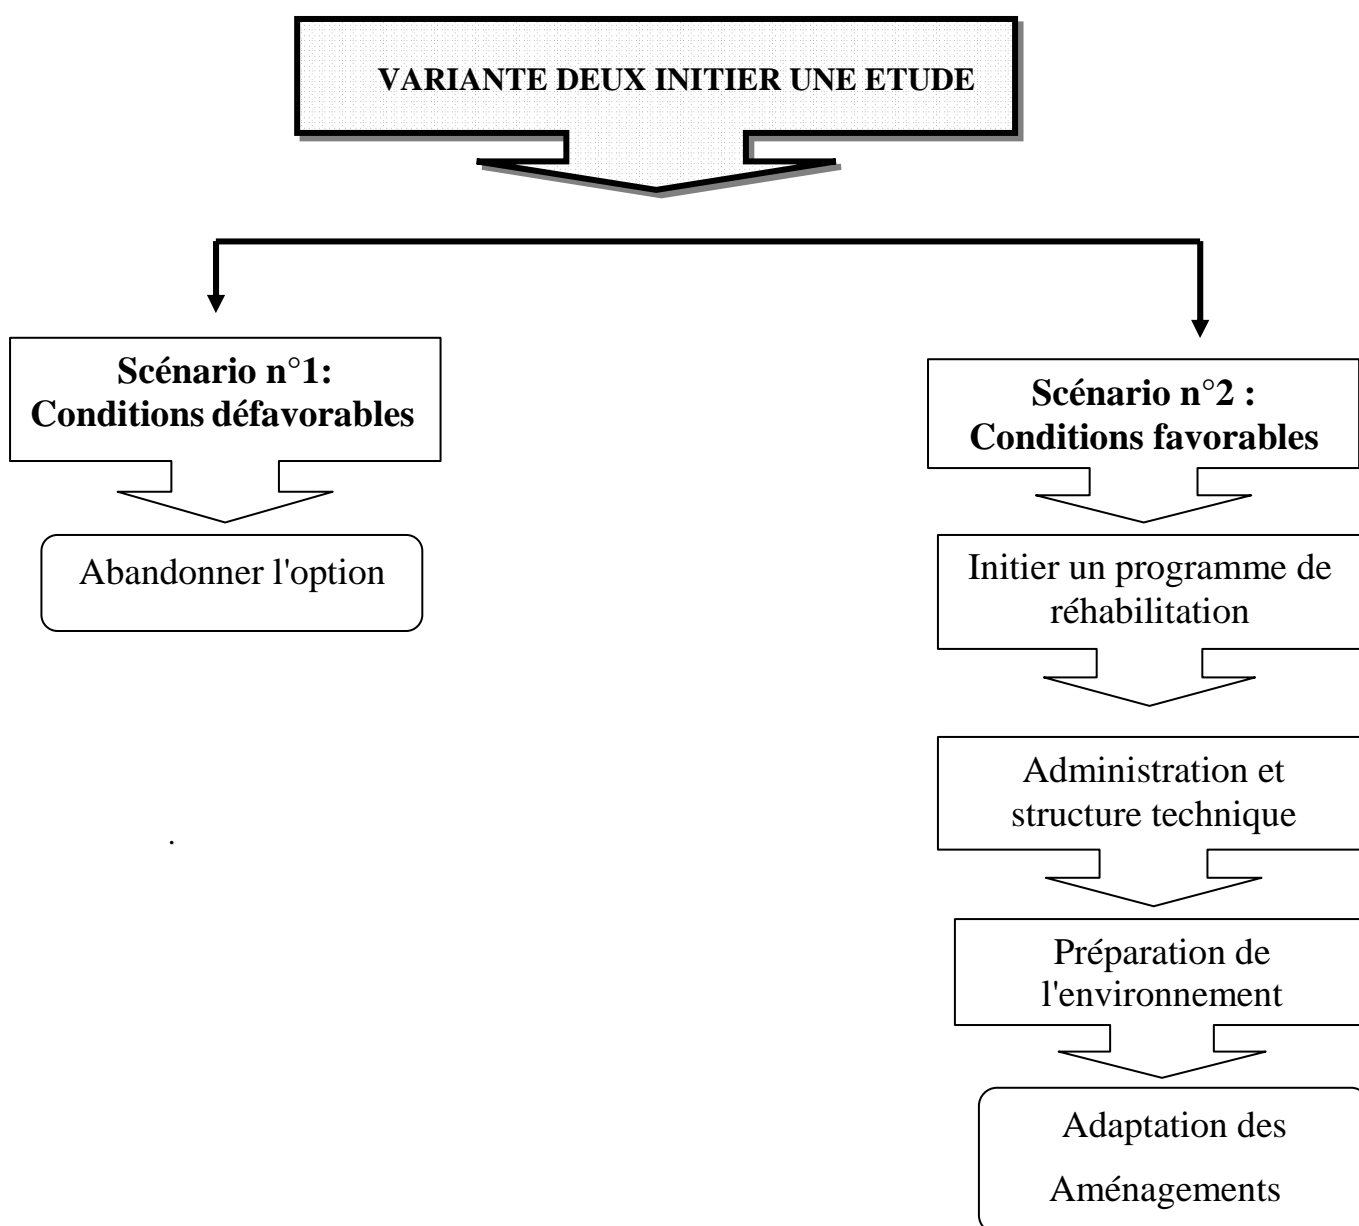 VARIANTE DEUX INITIER UNE ETUDE
Scénario n°1:
Conditions défavorables
Abandonner l'option
.
Scénario n°2 :
Conditions favorables
Initier un programme de
réhabilitation
Administration et
structure technique
Préparation de
l'environnement
Adaptation des
Aménagements